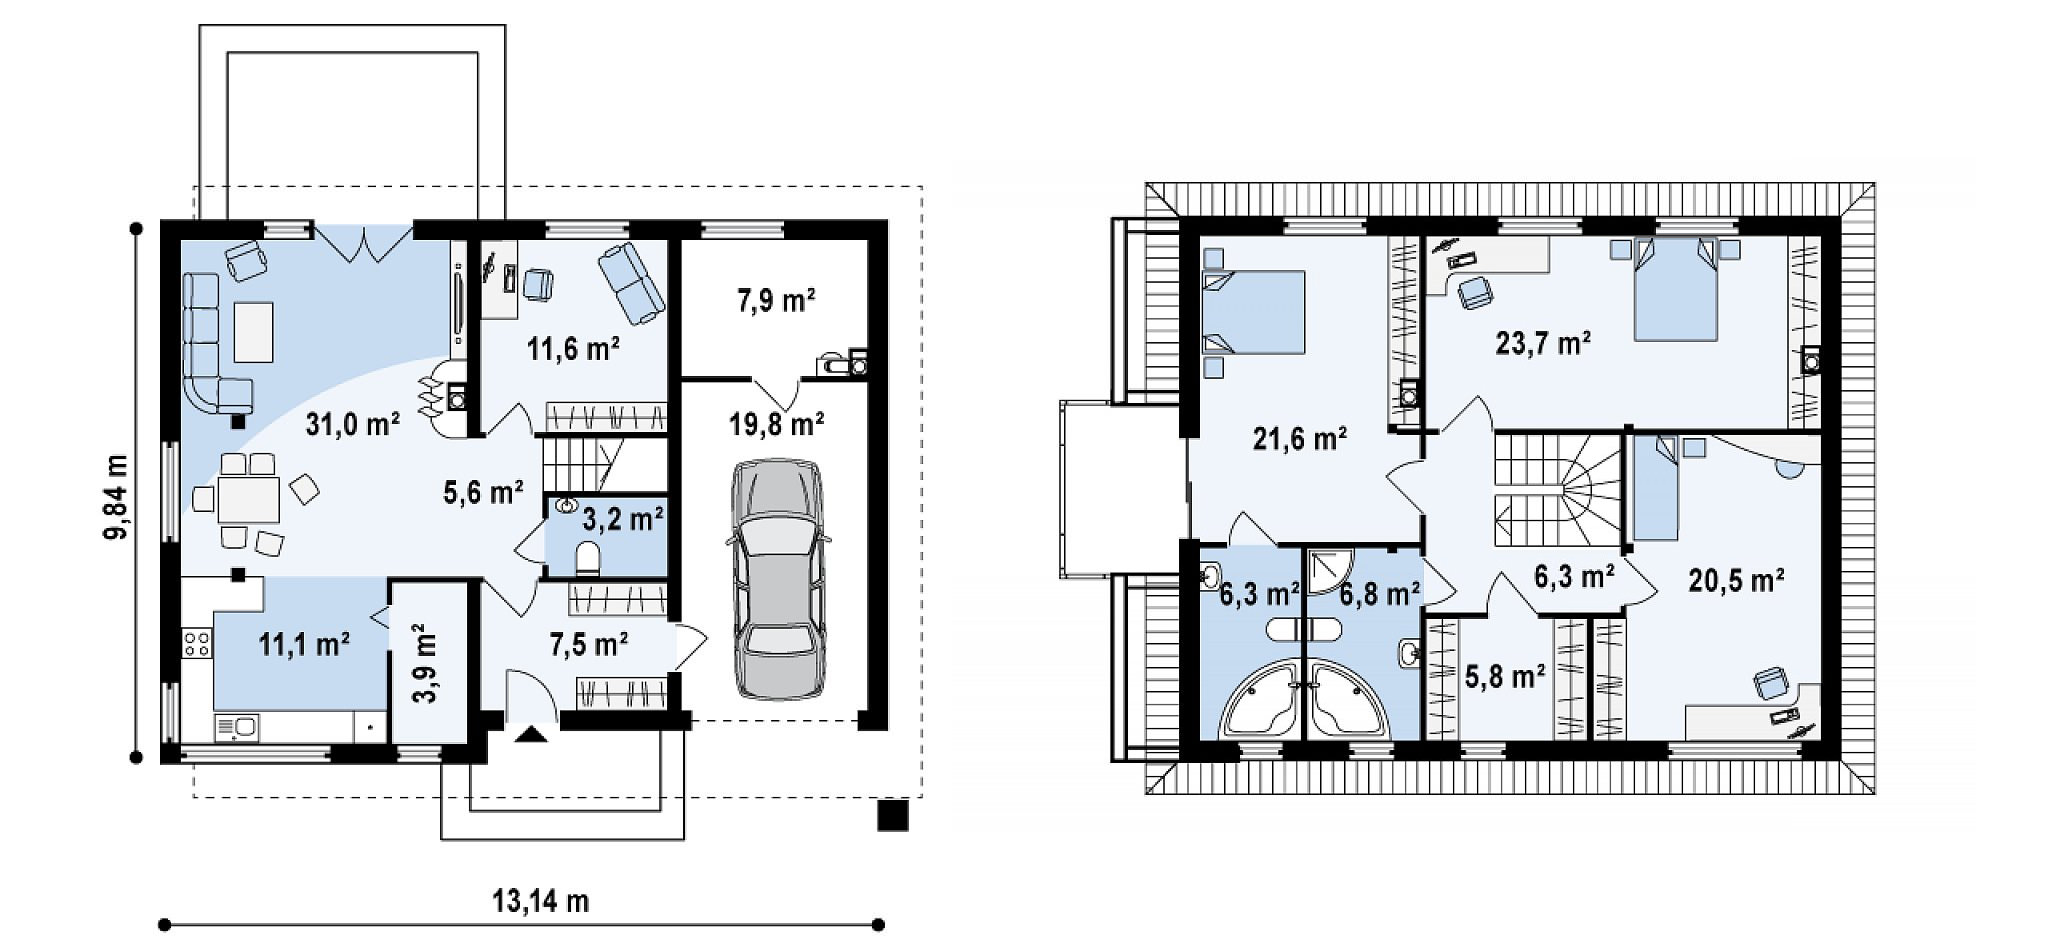 7,9 m²
11,6 m²
31,0 m²
19,8 m²
5,6 m²
3,2 m²
9,84 m
11,1 m²
3,9 m²
7,5 m²
13,14 m
23,7 m²
21,6 m²
6,3 m²
6,8 m²
6,3 m²
20,5 m²
5,8 m²